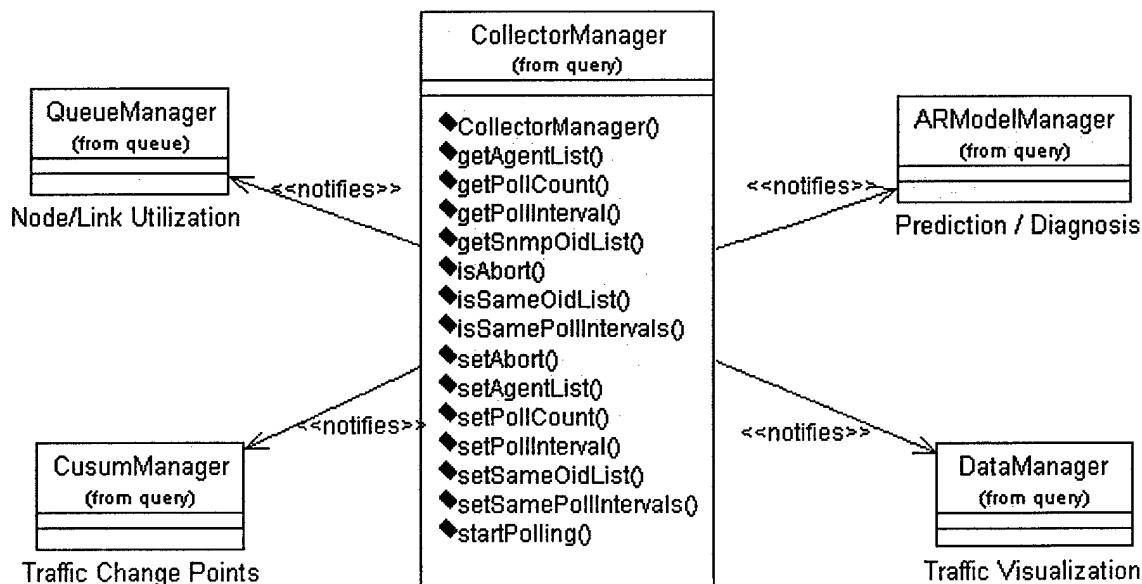 CollectorManager
(from query)
CollectorManager()
getAgentList()
getPollCount()
getPollInterval()
getSnmpOidList()
isAbort()
isSameOidList()
isSamePollIntervals()
setAbort()
setAgentList()
setPollCount()
setPollInterval()
setSameOidList()
setSamePollIntervals()
startPolling()
QueueManager
(from queue)
Node/Link Utilization
<<notifies>>
ARModelManager
(from query)
Prediction / Diagnosis
<<notifies>>
CusumManager
(from query)
Traffic Change Points
<<notifies>>
DataManager
(from query)
Traffic Visualization
<<notifies>>